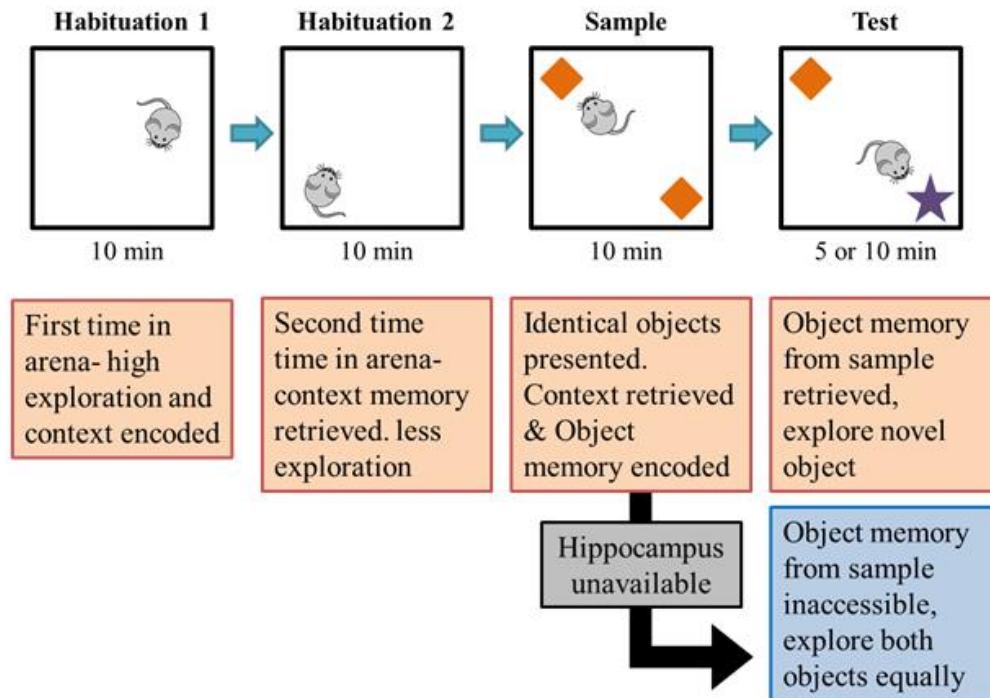 Habituation 1
Habituation 2
Sample
Test
10 min
10 min
10 min
5 or 10 min
First time in
arena- high
exploration and
context encoded
Second time
time in arena-
context memory
retrieved. less
exploration
Identical objects
presented.
Context retrieved
& Object
memory encoded
Object memory
from sample
retrieved,
explore novel
object
Hippocampus
unavailable
Object memory
from sample
inaccessible,
explore both
objects equally